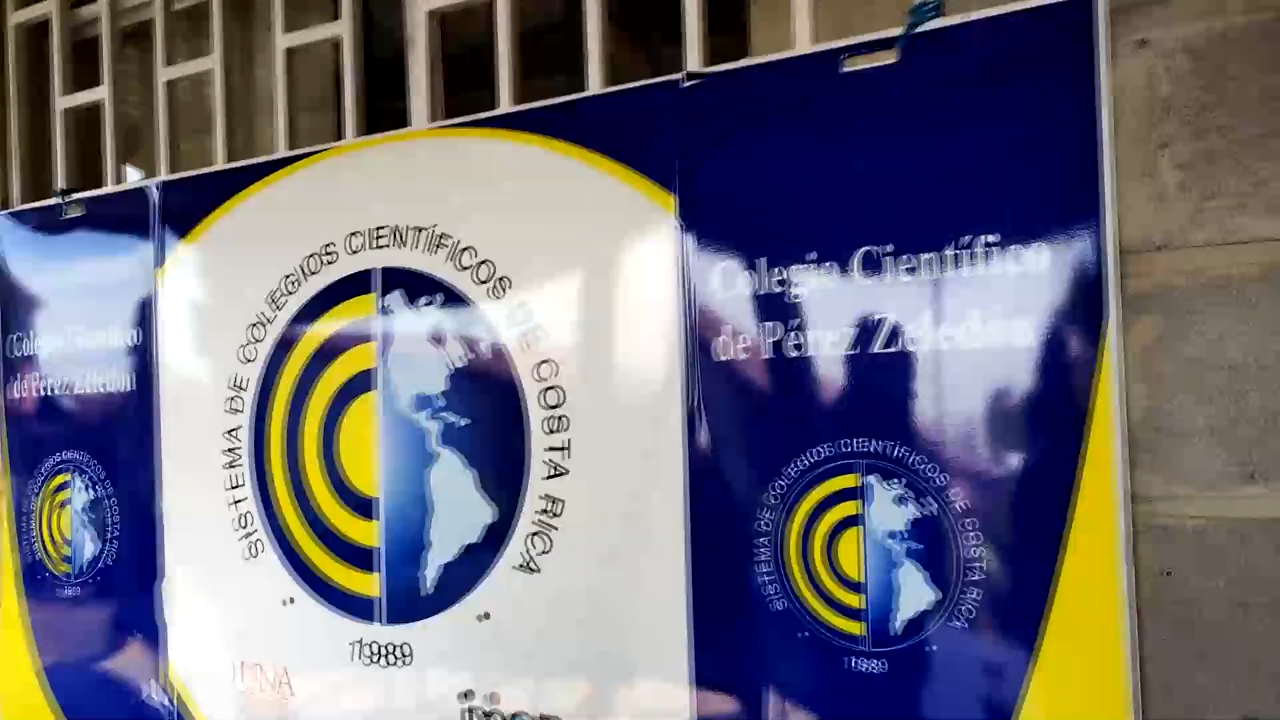 Colegio Científico
de Pérez Zeledón
SISTEMA DE COLEGIOS CIENTÍFICOS DE COSTA RICA
1989
SISTEMA DE COLEGIOS CIENTÍFICOS DE COSTA RICA
1989
UNA
Colegio Científico
de Pérez Zeledón
SISTEMA DE COLEGIOS CIENTÍFICOS DE COSTA RICA
1989